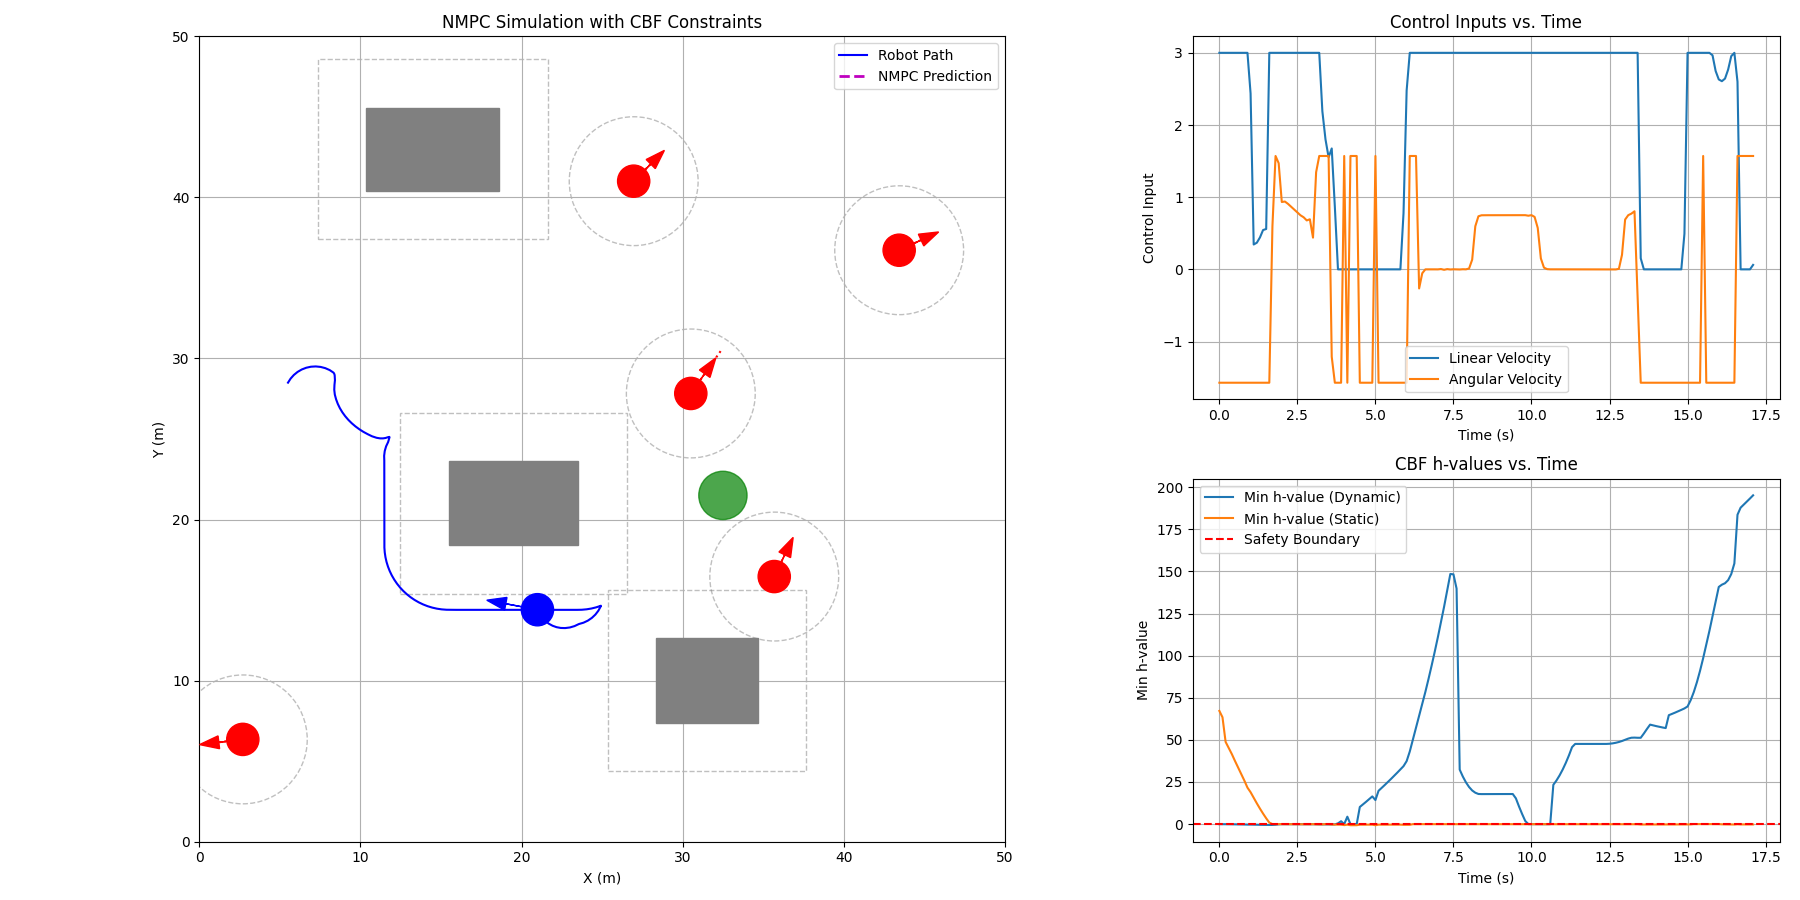 NMPC Simulation with CBF Constraints
50
40
30
20
10
0
Y (m)
0 10 20 30 40 50
X (m)
Robot Path
NMPC Prediction
Control Inputs vs. Time
3
2
1
0
−1
Control Input
Linear Velocity
Angular Velocity
0.0 2.5 5.0 7.5 10.0 12.5 15.0 17.5
Time (s)
CBF h-values vs. Time
200
175
150
125
100
75
50
25
0
Min h-value
Min h-value (Dynamic)
Min h-value (Static)
Safety Boundary
0.0 2.5 5.0 7.5 10.0 12.5 15.0 17.5
Time (s)